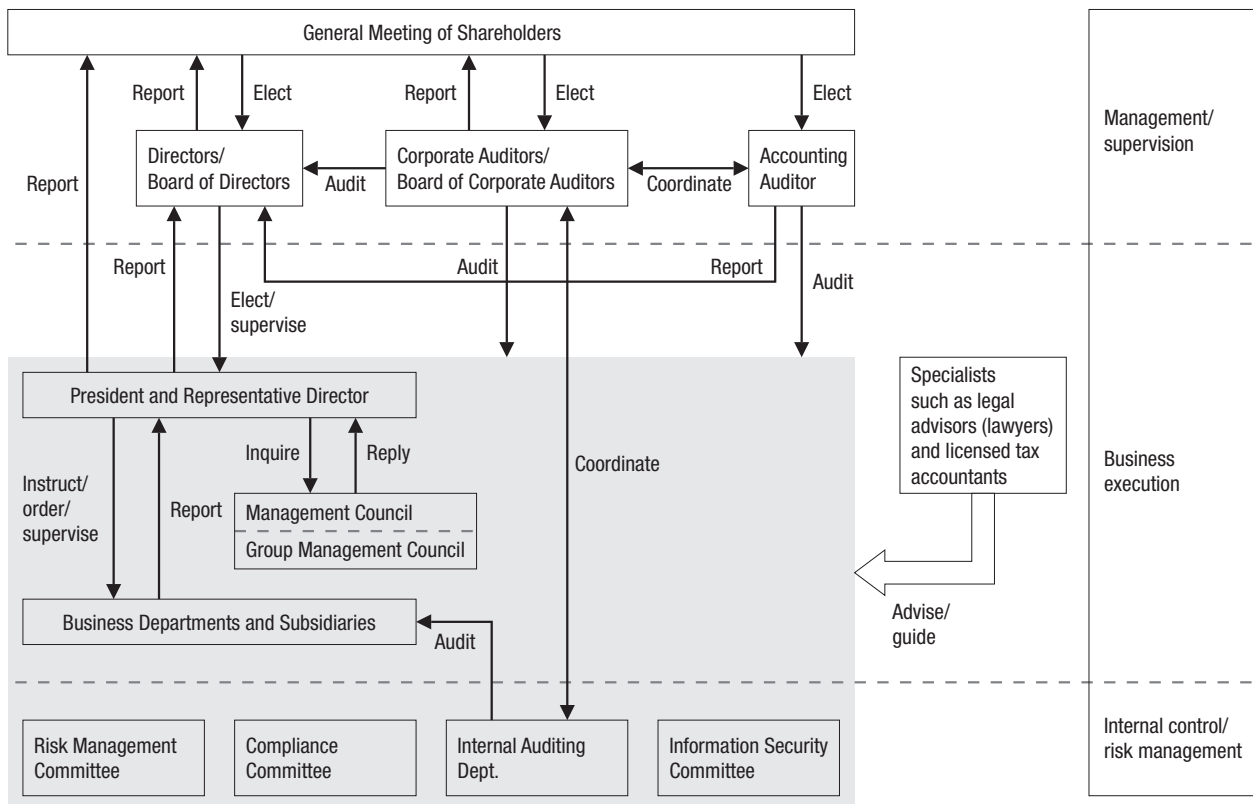 General Meeting of Shareholders
Report
Elect
Report
Elect
Elect
Management/
supervision
Directors/
Board of Directors
Corporate Auditors/
Board of Corporate Auditors
Accounting
Auditor
Report
Audit
Coordinate
Report
Audit
Report
Audit
Elect/
supervise
President and Representative Director
Specialists
such as legal
advisors (lawyers)
and licensed tax
accountants
Inquire
Reply
Coordinate
Business
execution
Instruct/
order/
supervise
Report
Management Council
Group Management Council
Business Departments and Subsidiaries
Audit
Advise/
guide
Risk Management
Committee
Compliance
Committee
Internal Auditing
Dept.
Information Security
Committee
Internal control/
risk management